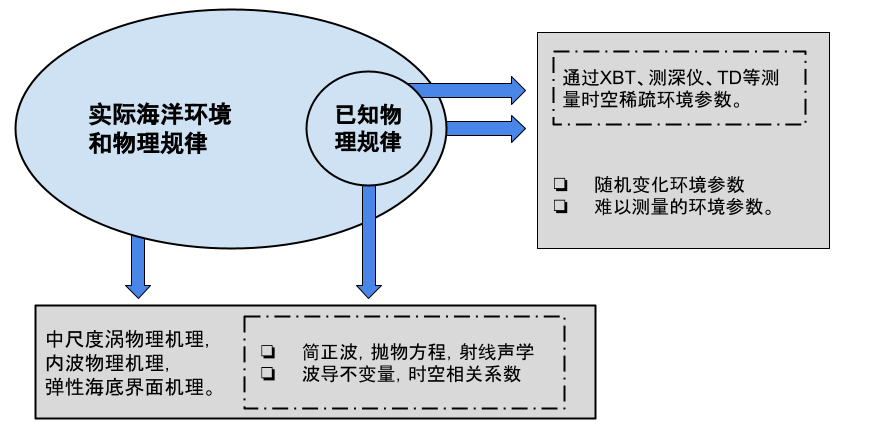 实际海洋环境
和物理规律
已知物
理规律
通过XBT、测深仪、TD等测
量时空稀疏环境参数。
❏ 随机变化环境参数
❏ 难以测量的环境参数。
中尺度涡物理机理,
内波物理机理,
弹性海底界面机理。
❏ 简正波, 抛物方程, 射线声学
❏ 波导不变量, 时空相关系数